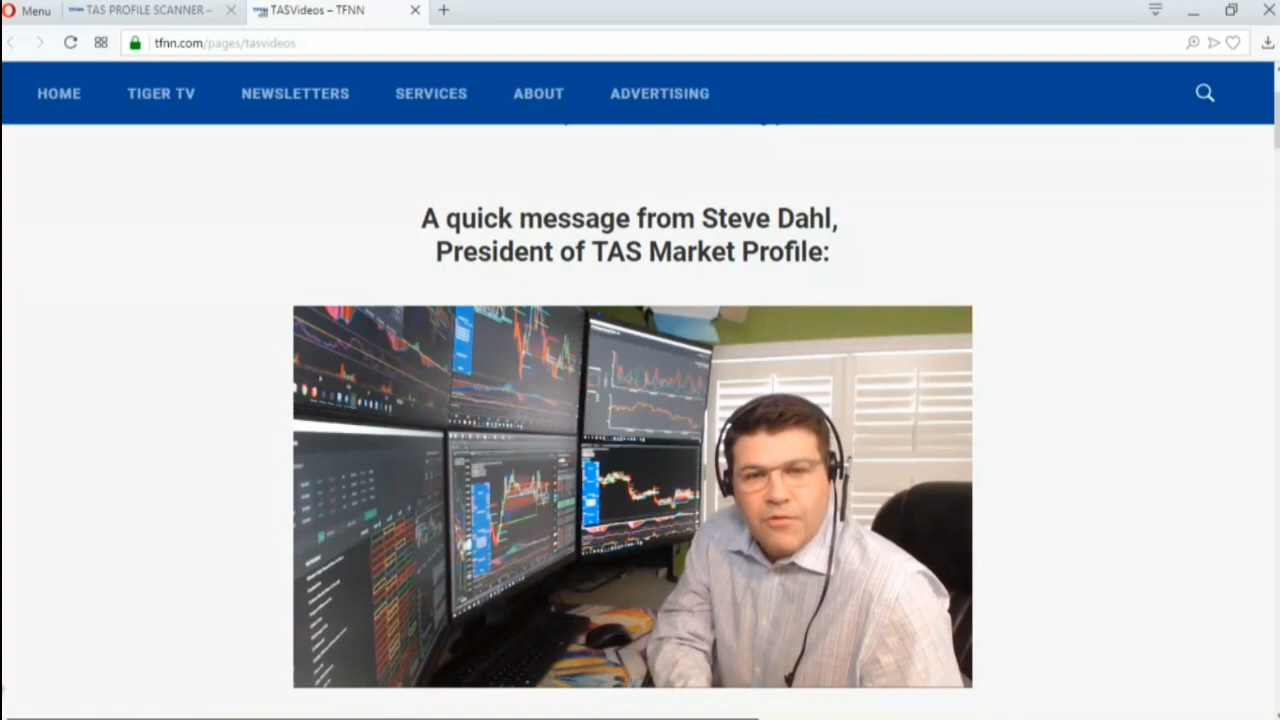 Menu
TAS PROFILE SCANNER –
TASVideos – TFNN
tfnn.com/pages/tasvideos
HOME
TIGER TV
NEWSLETTERS
SERVICES
ABOUT
ADVERTISING
A quick message from Steve Dahl,
President of TAS Market Profile: